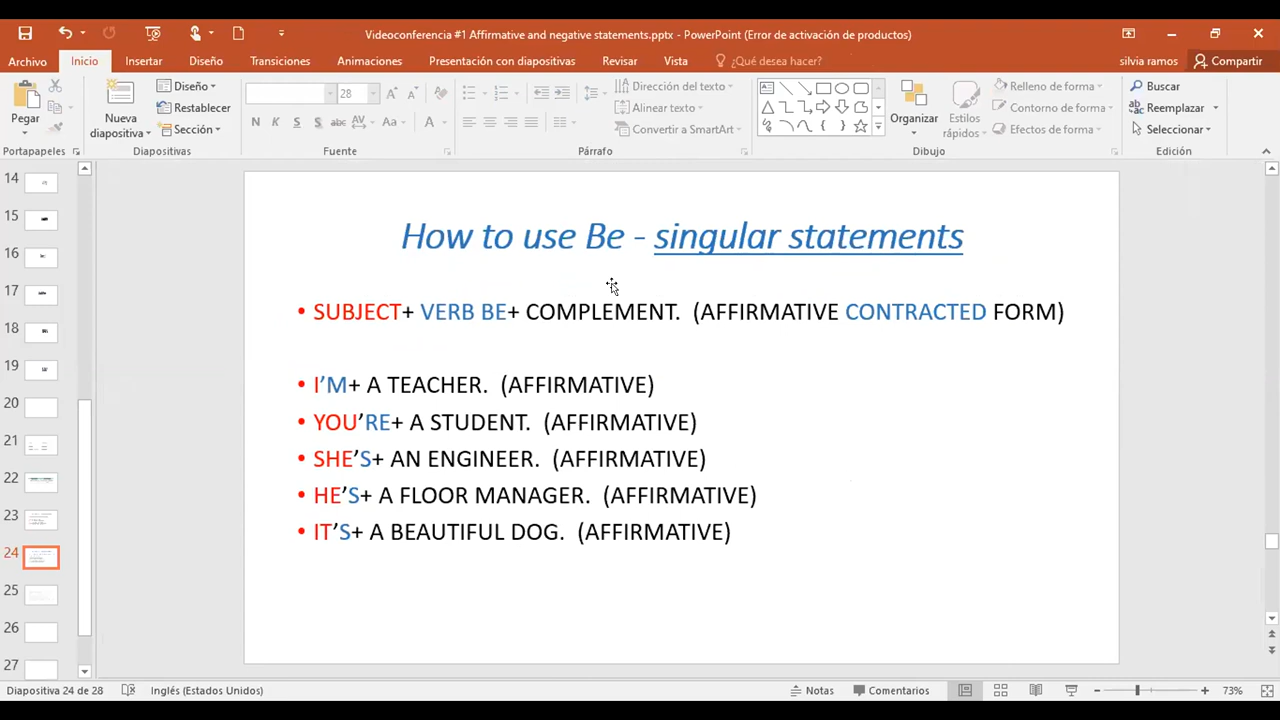 Videoconferencia #1 Affirmative and negative statements.pptx - PowerPoint (Error de activación de productos)
Archivo Inicio Insertar Diseño Transiciones Animaciones Presentación con diapositivas Revisar Vista ¿Qué desea hacer? silvia ramos Compartir
Pegar
Nueva diapositiva
Diseño
Restablecer
Sección
28
N K S abc AV Aa A
Dirección del texto
Alinear texto
Convertir a SmartArt
Organizar
Estilos rápidos
Relleno de forma
Contorno de forma
Efectos de forma
Buscar
Reemplazar
Seleccionar
Portapapeles Diapositivas Fuente Párrafo Dibujo Edición
14
15
16
17
18
19
20
21
22
23
24
25
26
27
How to use Be - singular statements
• SUBJECT+ VERB BE+ COMPLEMENT. (AFFIRMATIVE CONTRACTED FORM)
• I'M+ A TEACHER. (AFFIRMATIVE)
• YOU'RE+ A STUDENT. (AFFIRMATIVE)
• SHE'S+ AN ENGINEER. (AFFIRMATIVE)
• HE'S+ A FLOOR MANAGER. (AFFIRMATIVE)
• IT'S+ A BEAUTIFUL DOG. (AFFIRMATIVE)
Diapositiva 24 de 28 Inglés (Estados Unidos) Notas Comentarios 73%